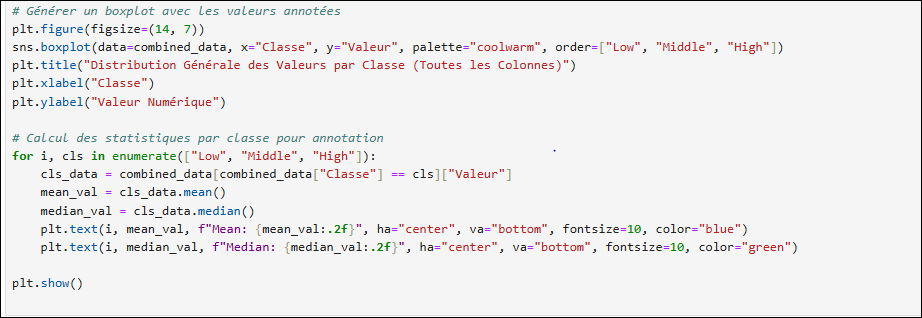 # Générer un boxplot avec les valeurs annotées
plt.figure(figsize=(14, 7))
sns.boxplot(data=combined_data, x="Classe", y="Valeur", palette="coolwarm", order=["Low", "Middle", "High"])
plt.title("Distribution Générale des Valeurs par Classe (Toutes les Colonnes)")
plt.xlabel("Classe")
plt.ylabel("Valeur Numérique")

# Calcul des statistiques par classe pour annotation
for i, cls in enumerate(["Low", "Middle", "High"]):
    cls_data = combined_data[combined_data["Classe"] == cls]["Valeur"]
    mean_val = cls_data.mean()
    median_val = cls_data.median()
    plt.text(i, mean_val, f"Mean: {mean_val:.2f}", ha="center", va="bottom", fontsize=10, color="blue")
    plt.text(i, median_val, f"Median: {median_val:.2f}", ha="center", va="bottom", fontsize=10, color="green")

plt.show()